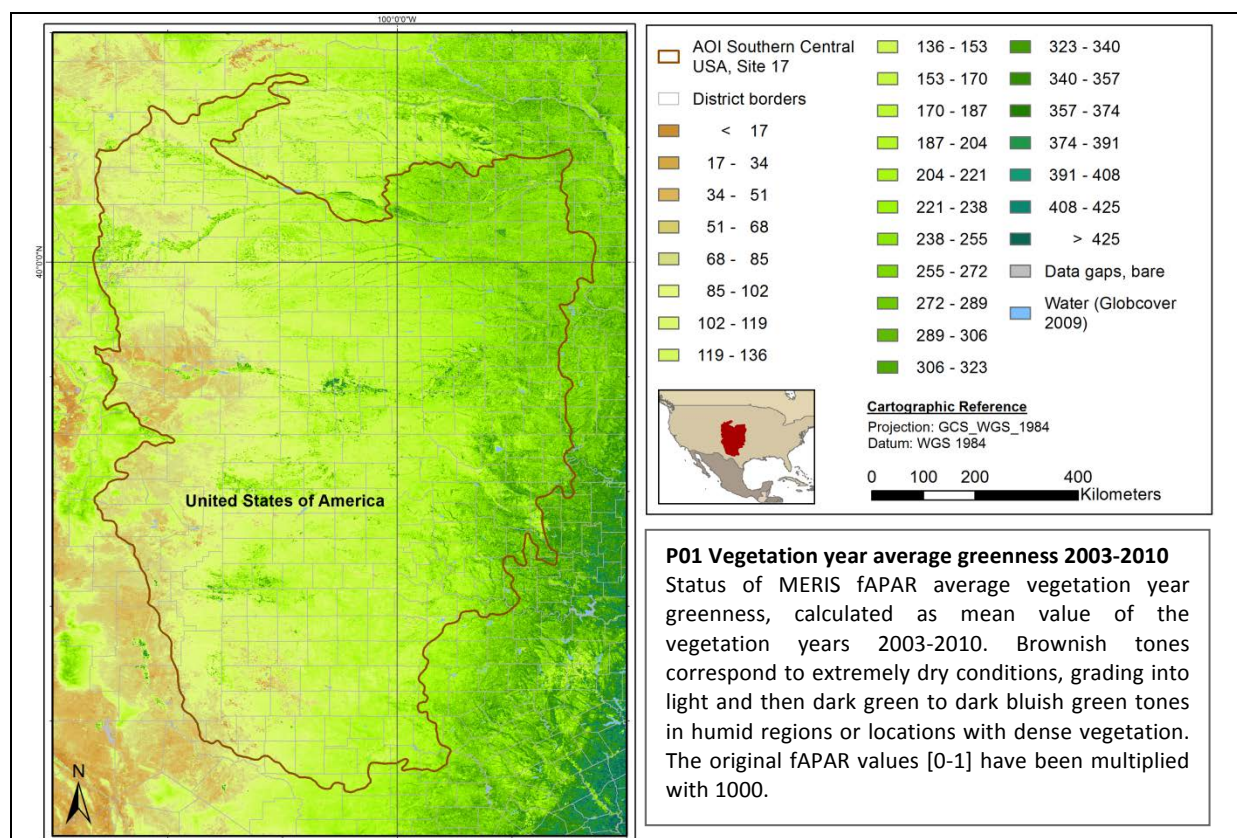 100°0'0"W
40°0'0"N
United States of America
N
AOI Southern Central
USA, Site 17
District borders
< 17
17 - 34
34 - 51
51 - 68
68 - 85
85 - 102
102 - 119
119 - 136
136 - 153
153 - 170
170 - 187
187 - 204
204 - 221
221 - 238
238 - 255
255 - 272
272 - 289
289 - 306
306 - 323
323 - 340
340 - 357
357 - 374
374 - 391
391 - 408
408 - 425
> 425
Data gaps, bare
Water (Globcover
2009)
Cartographic Reference
Projection: GCS_WGS_1984
Datum: WGS 1984
0 100 200 400
Kilometers
P01 Vegetation year average greenness 2003-2010
Status of MERIS fAPAR average vegetation year
greenness, calculated as mean value of the
vegetation years 2003-2010. Brownish tones
correspond to extremely dry conditions, grading into
light and then dark green to dark bluish green tones
in humid regions or locations with dense vegetation.
The original fAPAR values [0-1] have been multiplied
with 1000.